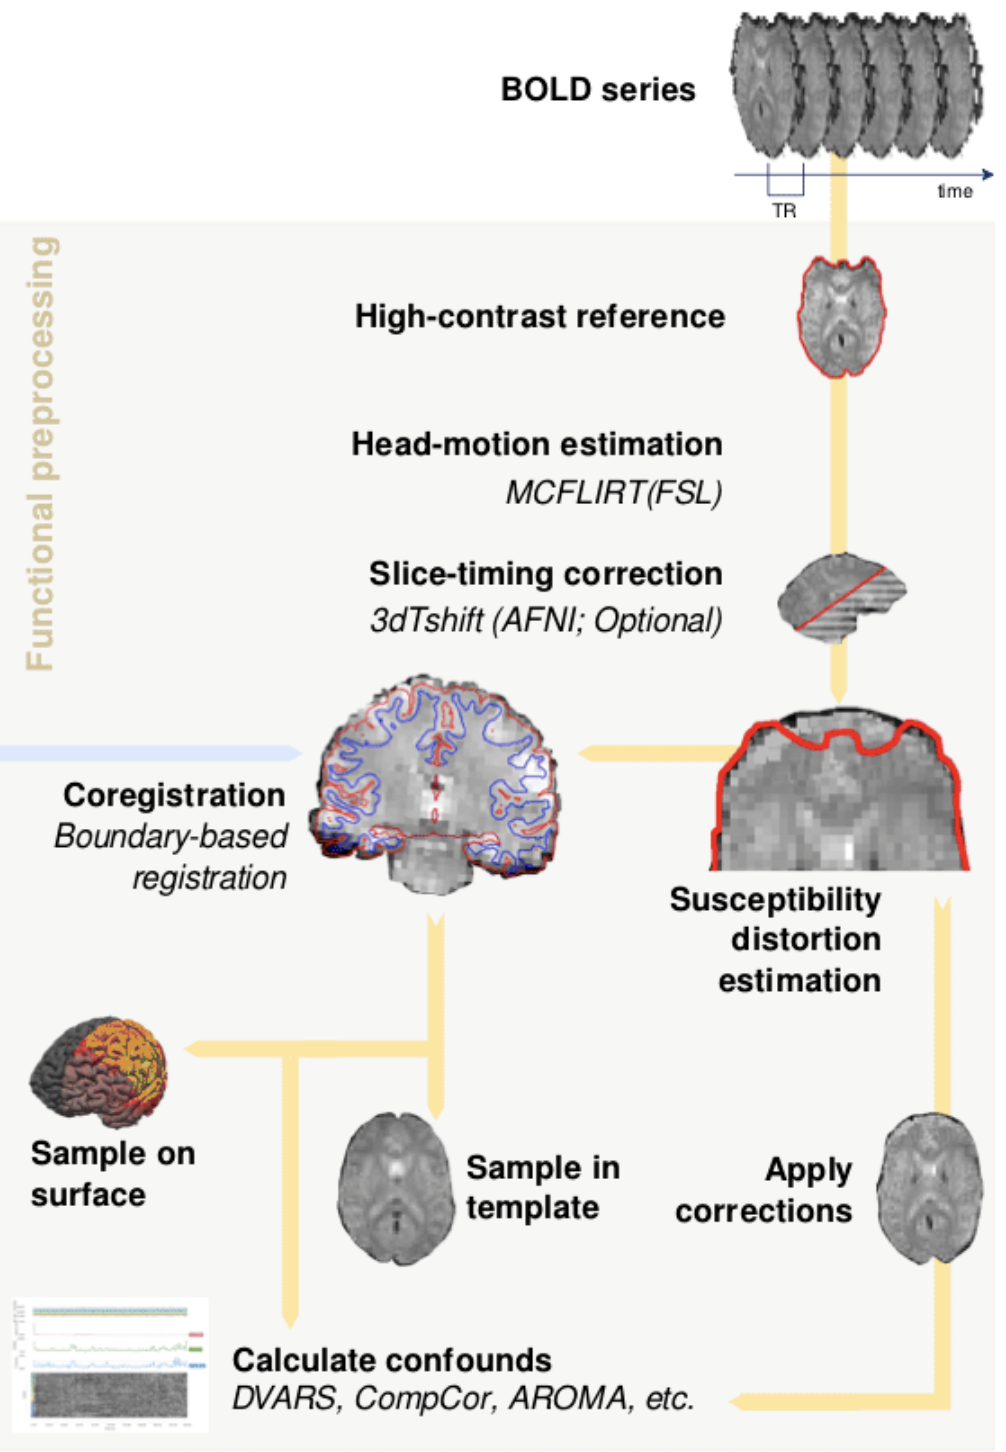 BOLD series
time
TR
Functional preprocessing
High-contrast reference
Head-motion estimation
MCFLIRT(FSL)
Slice-timing correction
3dTshift (AFNI; Optional)
Coregistration
Boundary-based
registration
Susceptibility
distortion
estimation
Sample on
surface
Sample in
template
Apply
corrections
Calculate confounds
DVARS, CompCor, AROMA, etc.